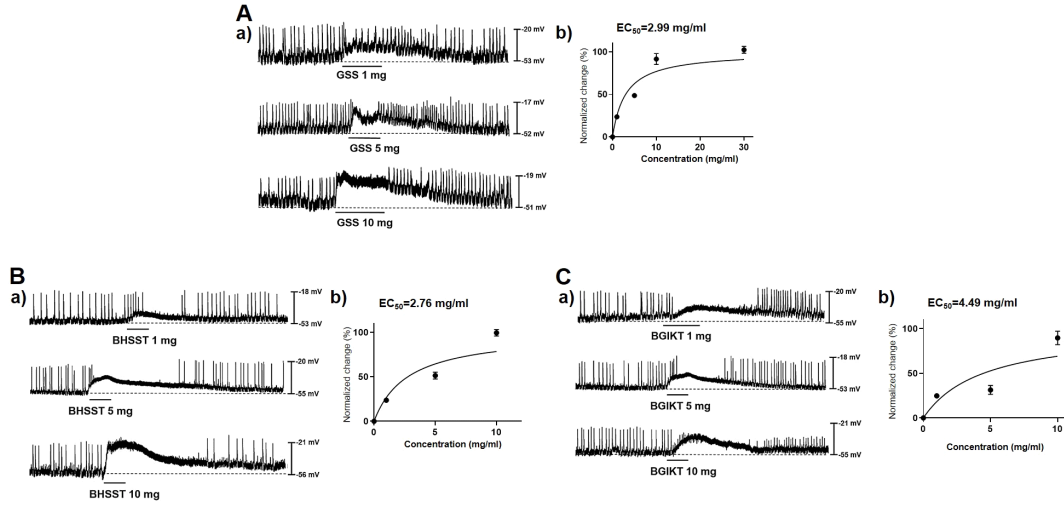 A
a)
-20 mV
-53 mV
GSS 1 mg
-17 mV
-52 mV
GSS 5 mg
-19 mV
-51 mV
GSS 10 mg
b)
EC50=2.99 mg/ml
Normalized change (%)
100
50
0
0 10 20 30
Concentration (mg/ml)
B
a)
-18 mV
-53 mV
BHSST 1 mg
-20 mV
-55 mV
BHSST 5 mg
-21 mV
-56 mV
BHSST 10 mg
b)
EC50=2.76 mg/ml
Normalized change (%)
100
50
0
0 5 10
Concentration (mg/ml)
C
a)
-20 mV
-55 mV
BGIKT 1 mg
-18 mV
-53 mV
BGIKT 5 mg
-21 mV
-55 mV
BGIKT 10 mg
b)
EC50=4.49 mg/ml
Normalized change (%)
100
50
0
0 5 10
Concentration (mg/ml)